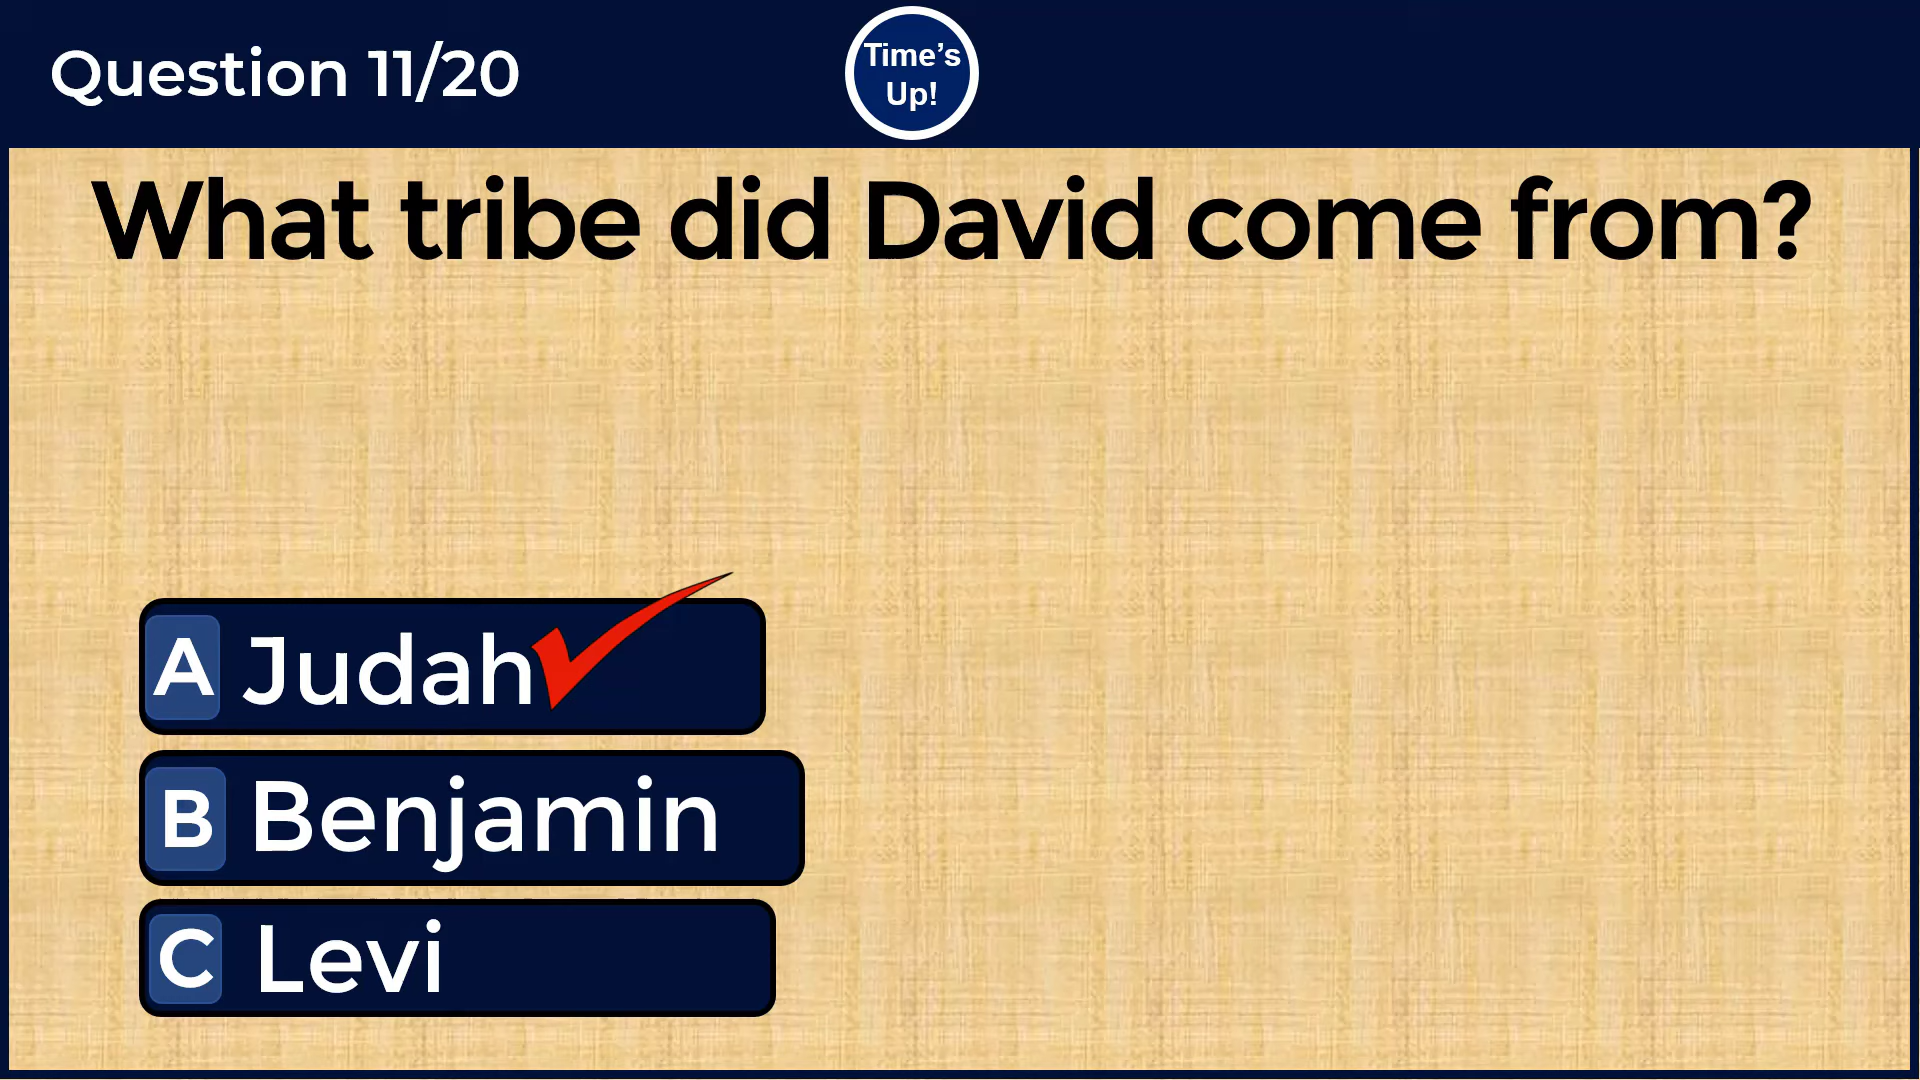 Question 11/20
Time’s
Up!
What tribe did David come from?
A Judah
B Benjamin
C Levi